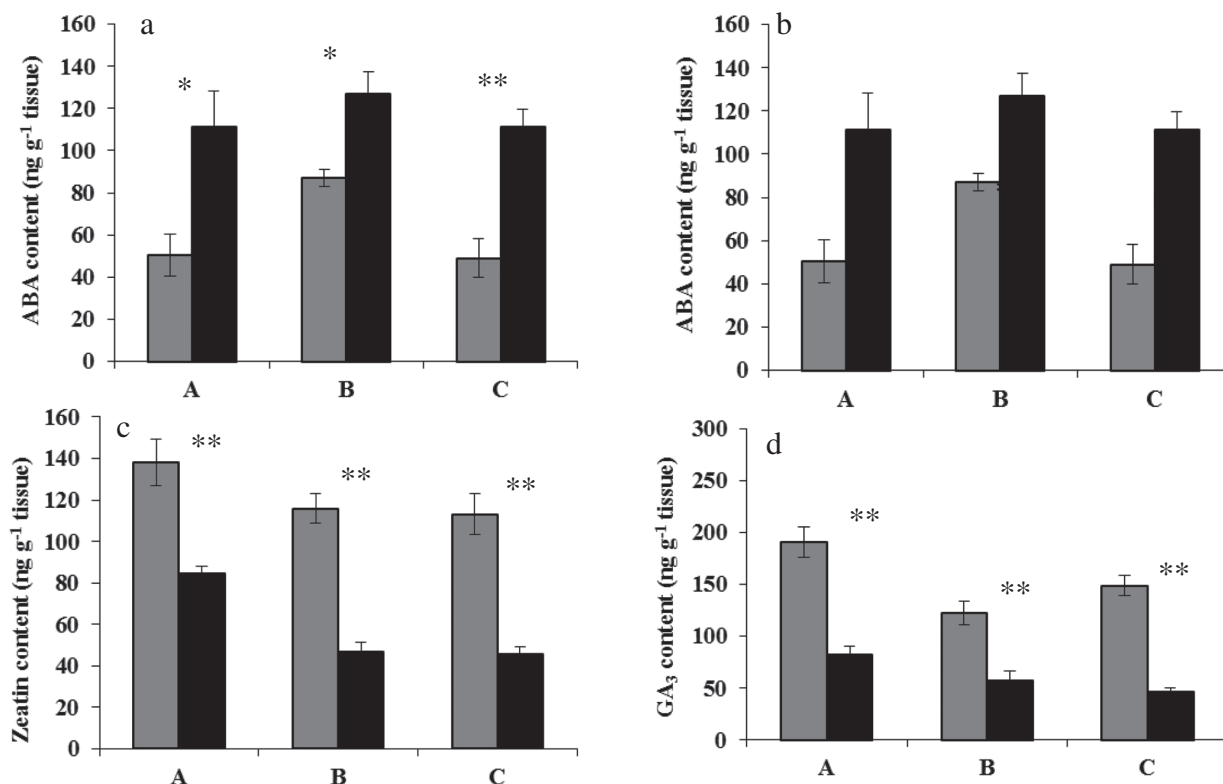 a
ABA content (ng g⁻¹ tissue)
160
140
120
100
80
60
40
20
0
*
*
**
A
B
C
b
ABA content (ng g⁻¹ tissue)
160
140
120
100
80
60
40
20
0
A
B
C
c
Zeatin content (ng g⁻¹ tissue)
160
140
120
100
80
60
40
20
0
**
**
**
A
B
C
d
GA₃ content (ng g⁻¹ tissue)
300
250
200
150
100
50
0
**
**
**
A
B
C